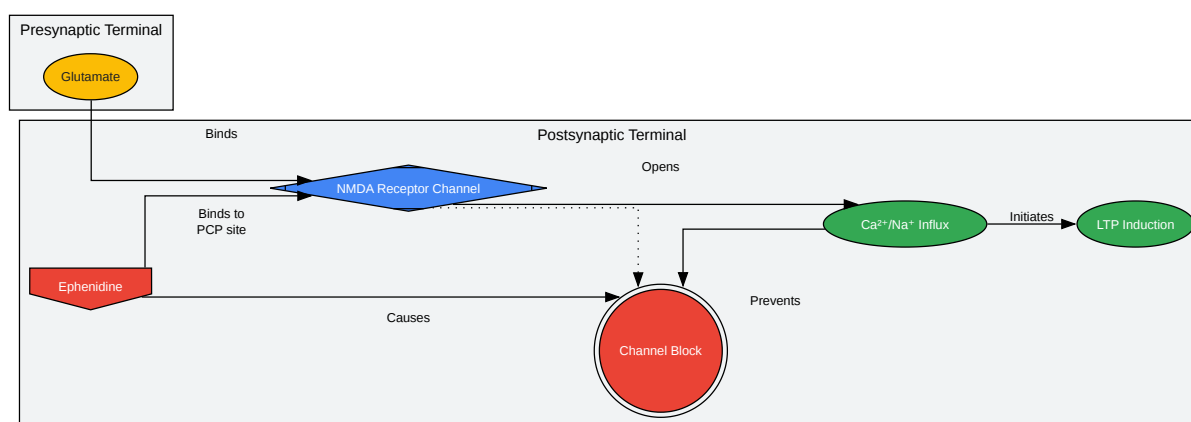 Presynaptic Terminal
Glutamate
Binds
Postsynaptic Terminal
Opens
NMDA Receptor Channel
Binds to
PCP site
Ca²⁺/Na⁺ Influx
Initiates
LTP Induction
Ephenidine
Causes
Prevents
Channel Block